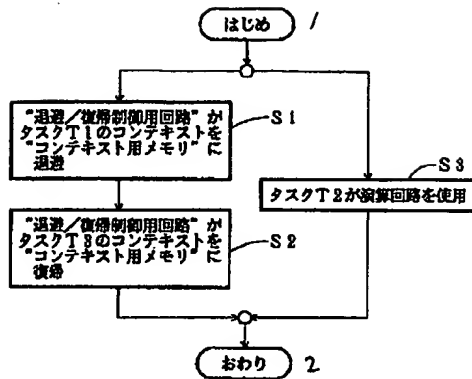 はじめ 1
"退避/復帰制御用回路"が
タスクT1のコンテキストを
"コンテキスト用メモリ"に
退避
S1
S3
タスクT2が演算回路を使用
"退避/復帰制御用回路"が
タスクT3のコンテキストを
"コンテキスト用メモリ"に
復帰
S2
おわり 2